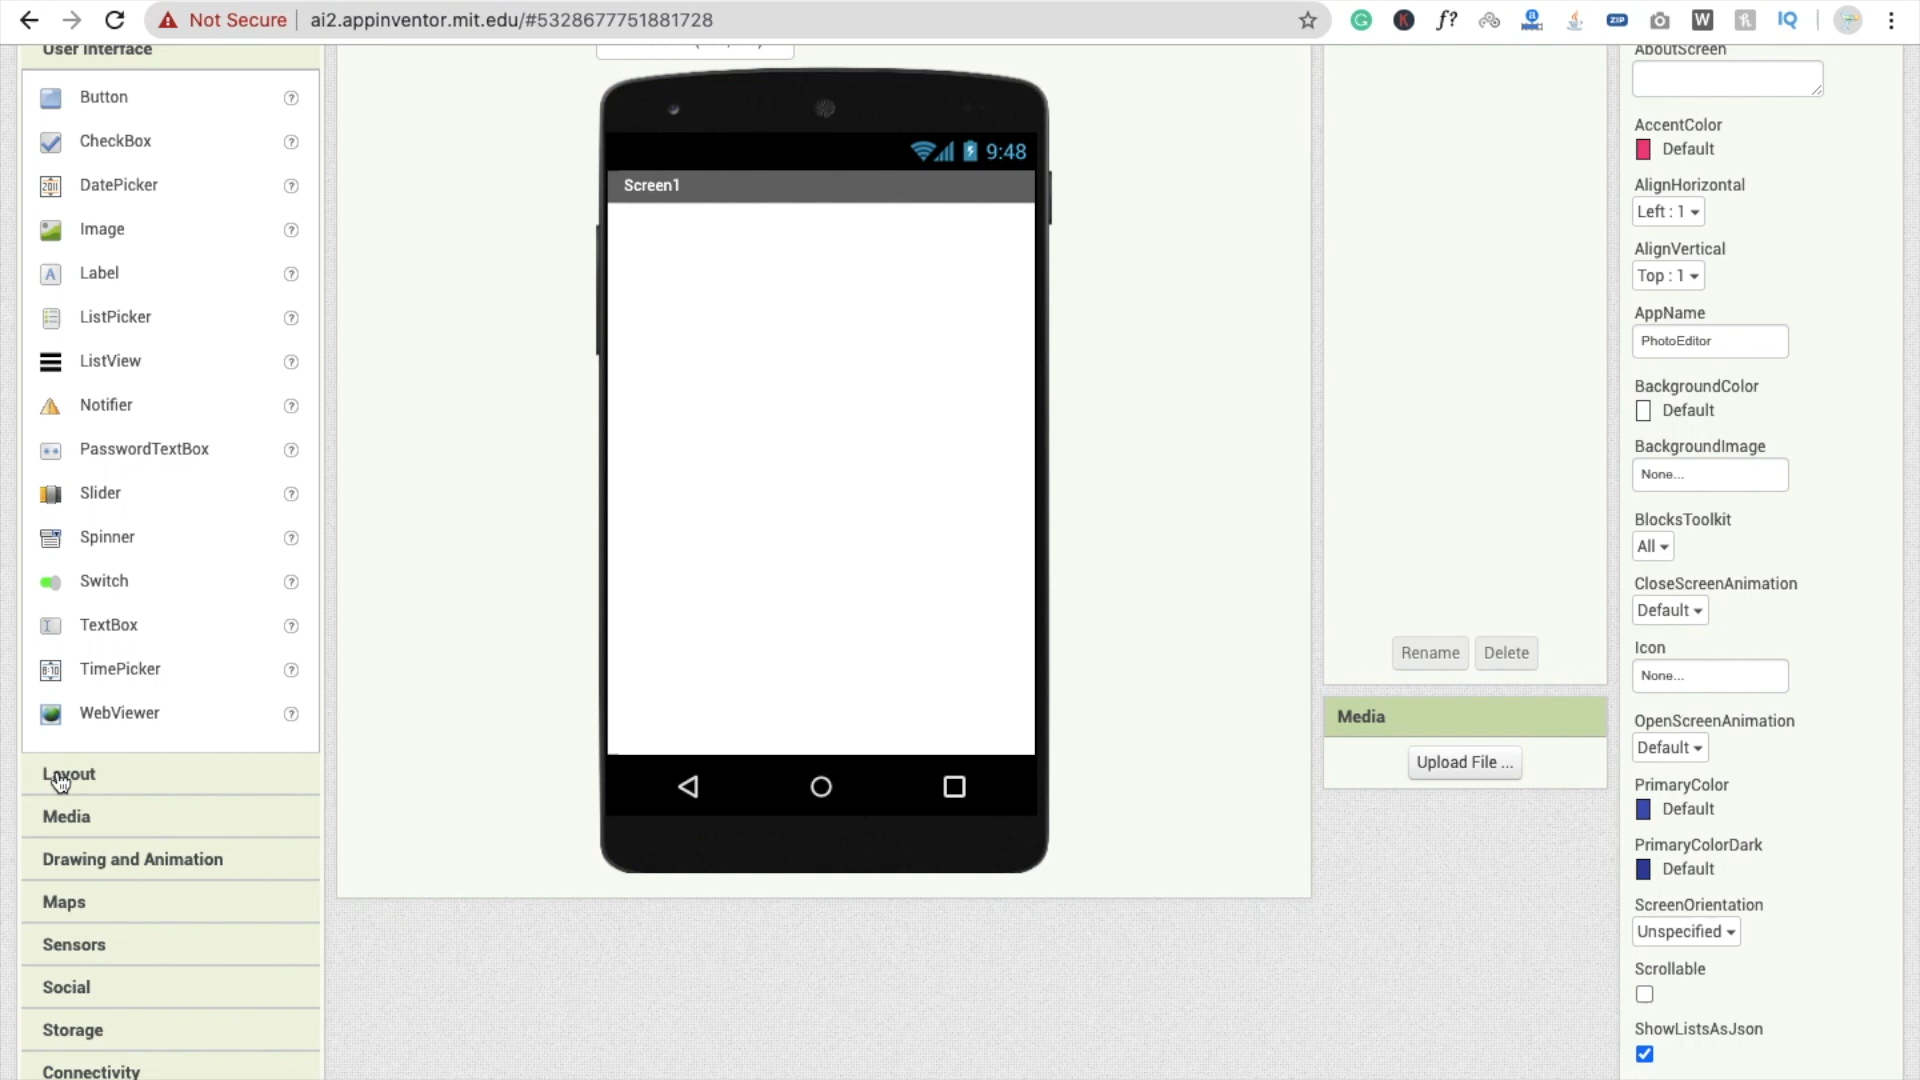 Not Secure
ai2.appinventor.mit.edu/#5328677751881728
User Interface
Button
CheckBox
DatePicker
Image
Label
ListPicker
ListView
Notifier
PasswordTextBox
Slider
Spinner
Switch
TextBox
TimePicker
WebViewer
Layout
Media
Drawing and Animation
Maps
Sensors
Social
Storage
Connectivity
9:48
Screen1
Rename
Delete
Media
Upload File ...
AboutScreen
AccentColor
Default
AlignHorizontal
Left : 1
AlignVertical
Top : 1
AppName
PhotoEditor
BackgroundColor
Default
BackgroundImage
None...
BlocksToolkit
All
CloseScreenAnimation
Default
Icon
None...
OpenScreenAnimation
Default
PrimaryColor
Default
PrimaryColorDark
Default
ScreenOrientation
Unspecified
Scrollable
ShowListsAsJson